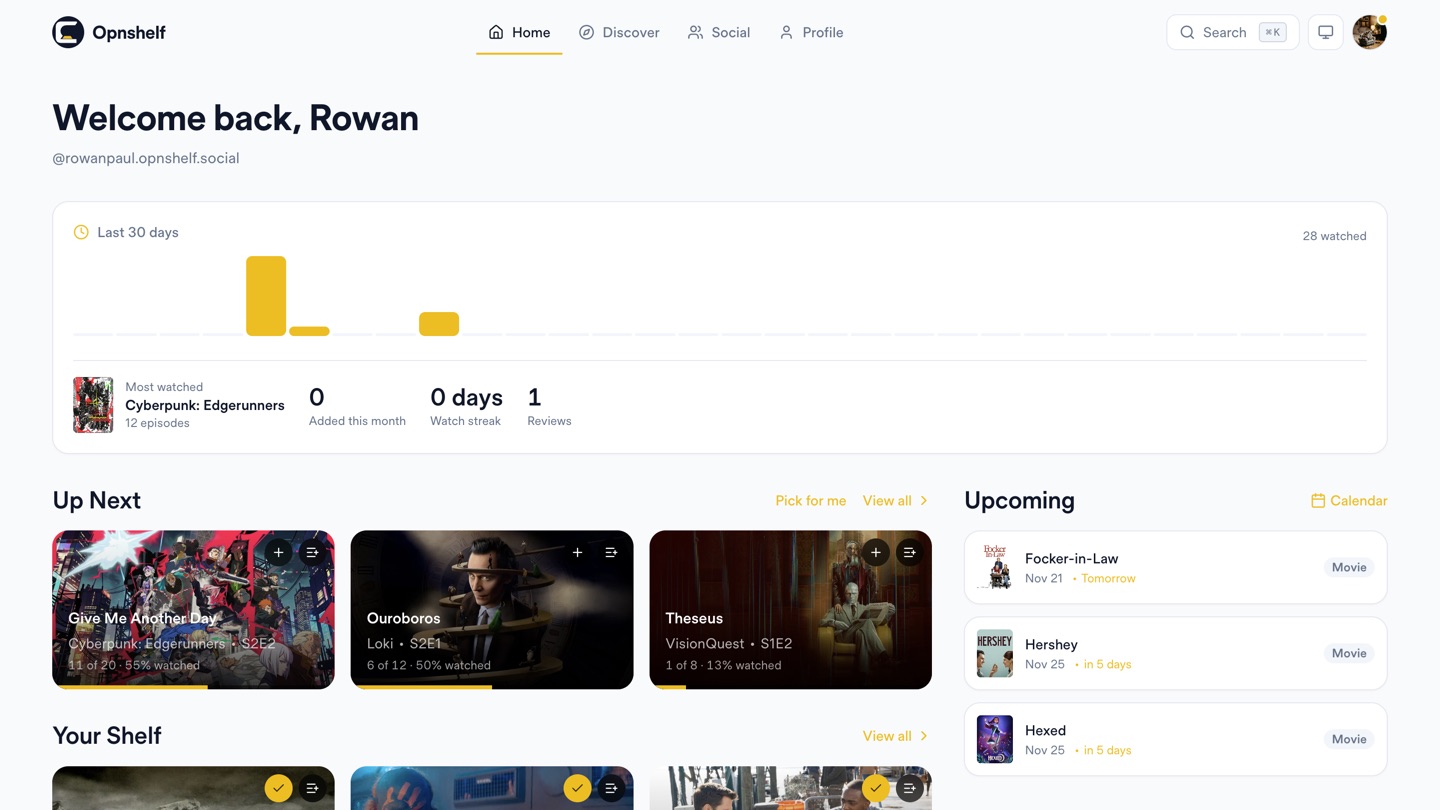 Opnshelf
Home
Discover
Social
Profile
Search
⌘K
Welcome back, Rowan
@rowanpaul.opnshelf.social
Last 30 days
28 watched
Most watched
Cyberpunk: Edgerunners
12 episodes
0
Added this month
0 days
Watch streak
1
Reviews
Up Next
Pick for me
View all
Give Me Another Day
Cyberpunk: Edgerunners • S2E2
11 of 20 · 55% watched
Ouroboros
Loki • S2E1
6 of 12 · 50% watched
Theseus
VisionQuest • S1E2
1 of 8 · 13% watched
Your Shelf
View all
Upcoming
Calendar
Focker In-Law
Focker-in-Law
Nov 21 • Tomorrow
Movie
HERSHEY
Hershey
Nov 25 • in 5 days
Movie
HEXED
Hexed
Nov 25 • in 5 days
Movie